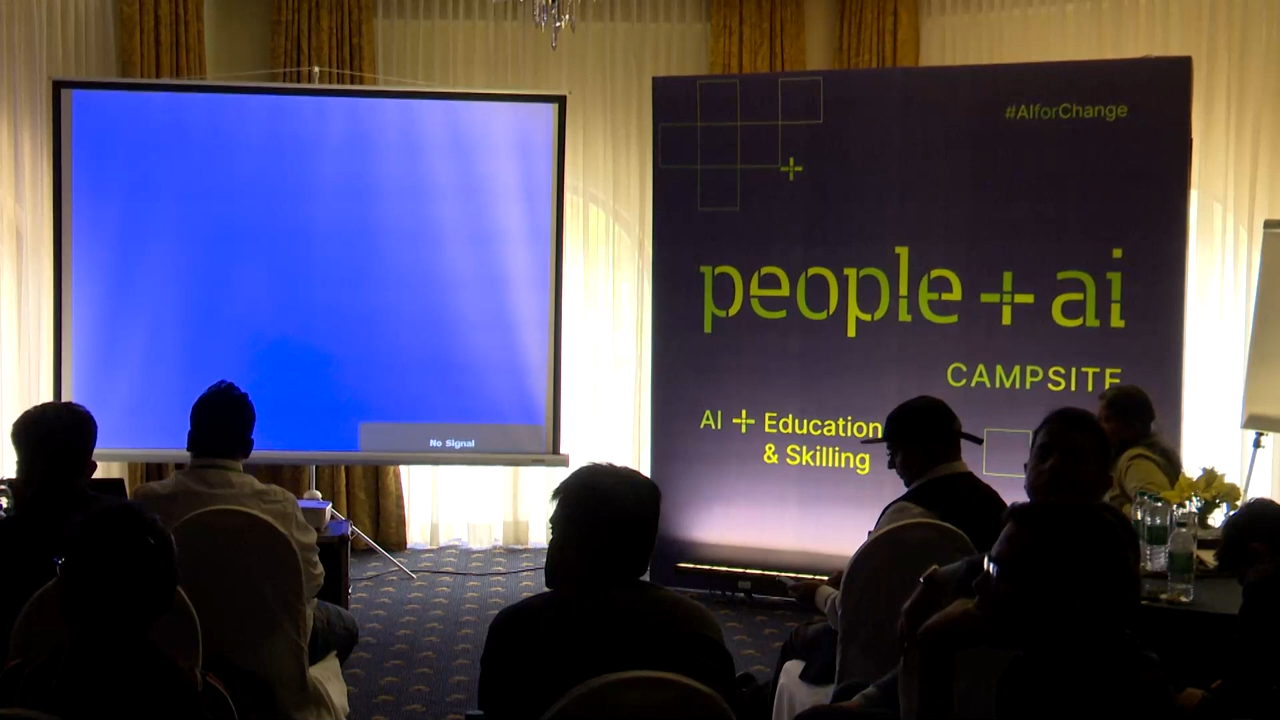 #AIforChange
people + ai
CAMPSITE
AI + Education
& Skilling
No Signal